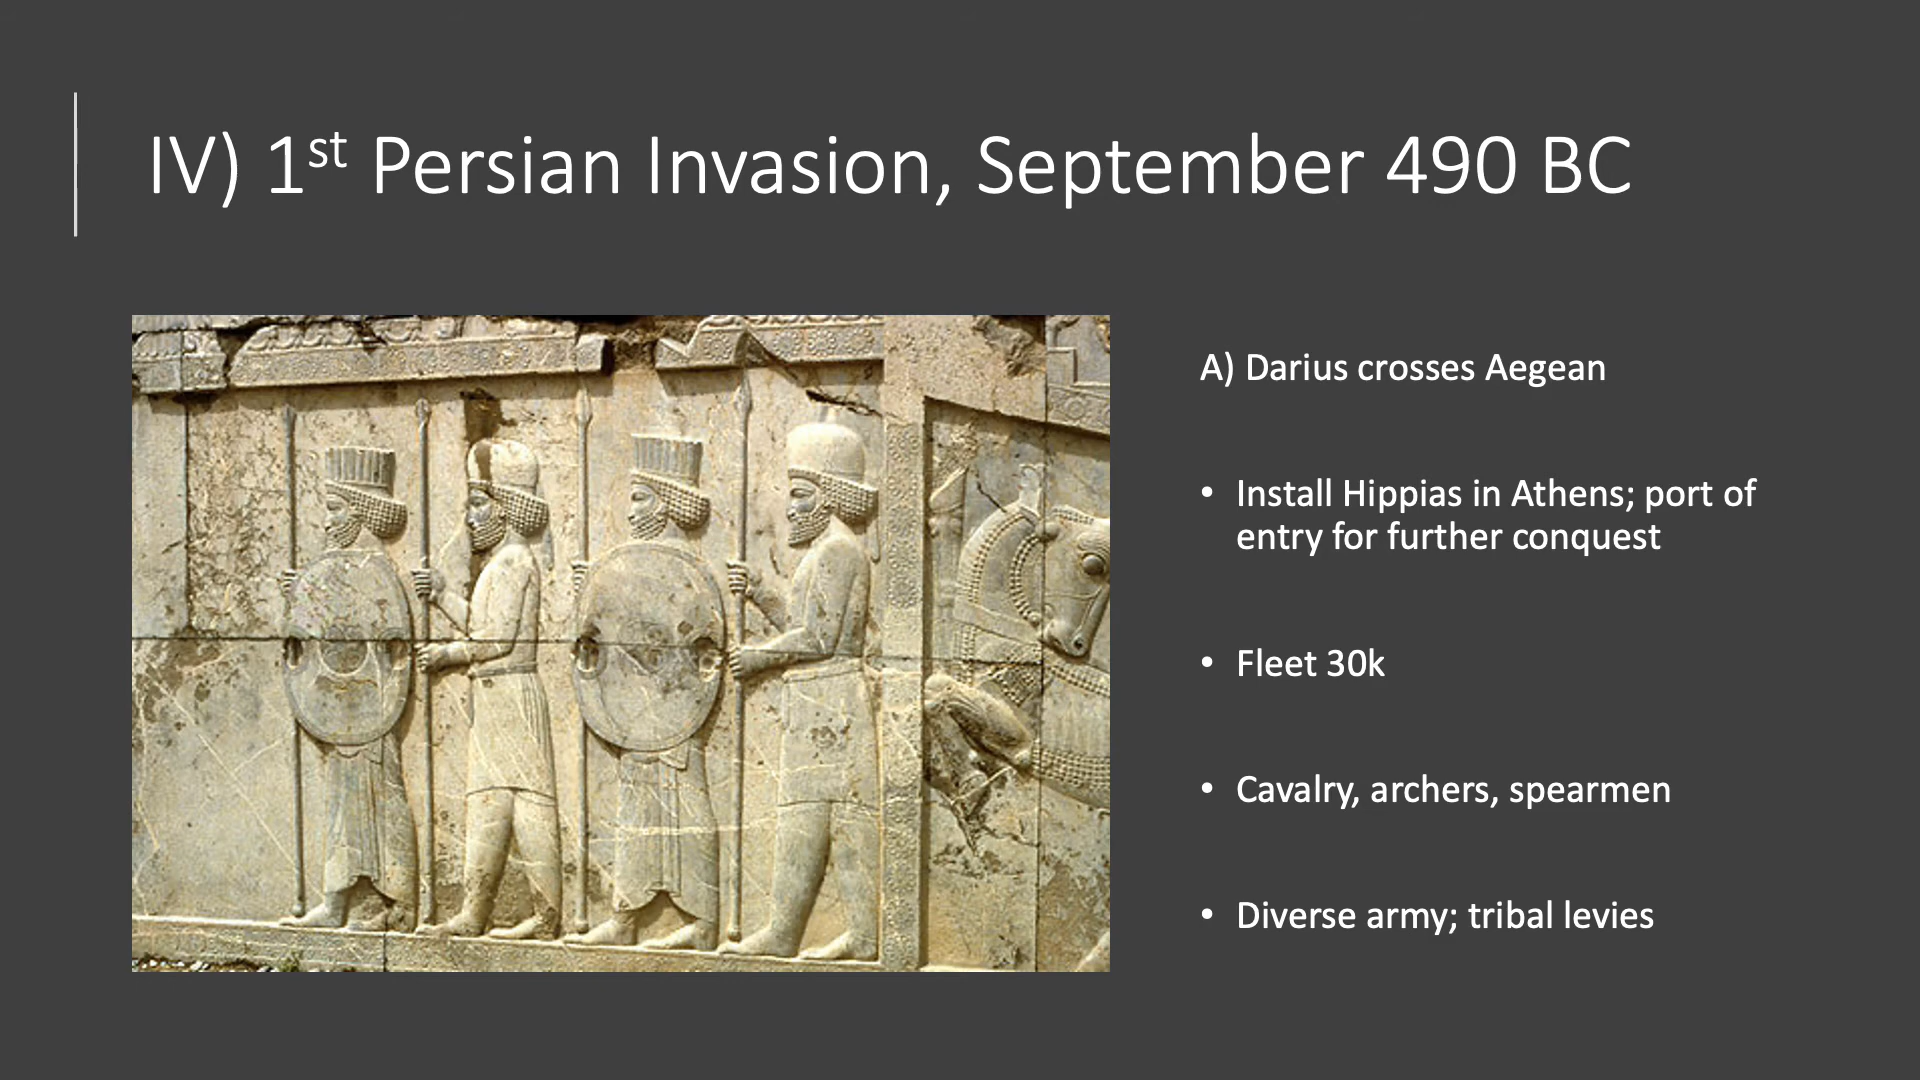 IV) 1st Persian Invasion, September 490 BC
A) Darius crosses Aegean
• Install Hippias in Athens; port of
entry for further conquest
• Fleet 30k
• Cavalry, archers, spearmen
• Diverse army; tribal levies